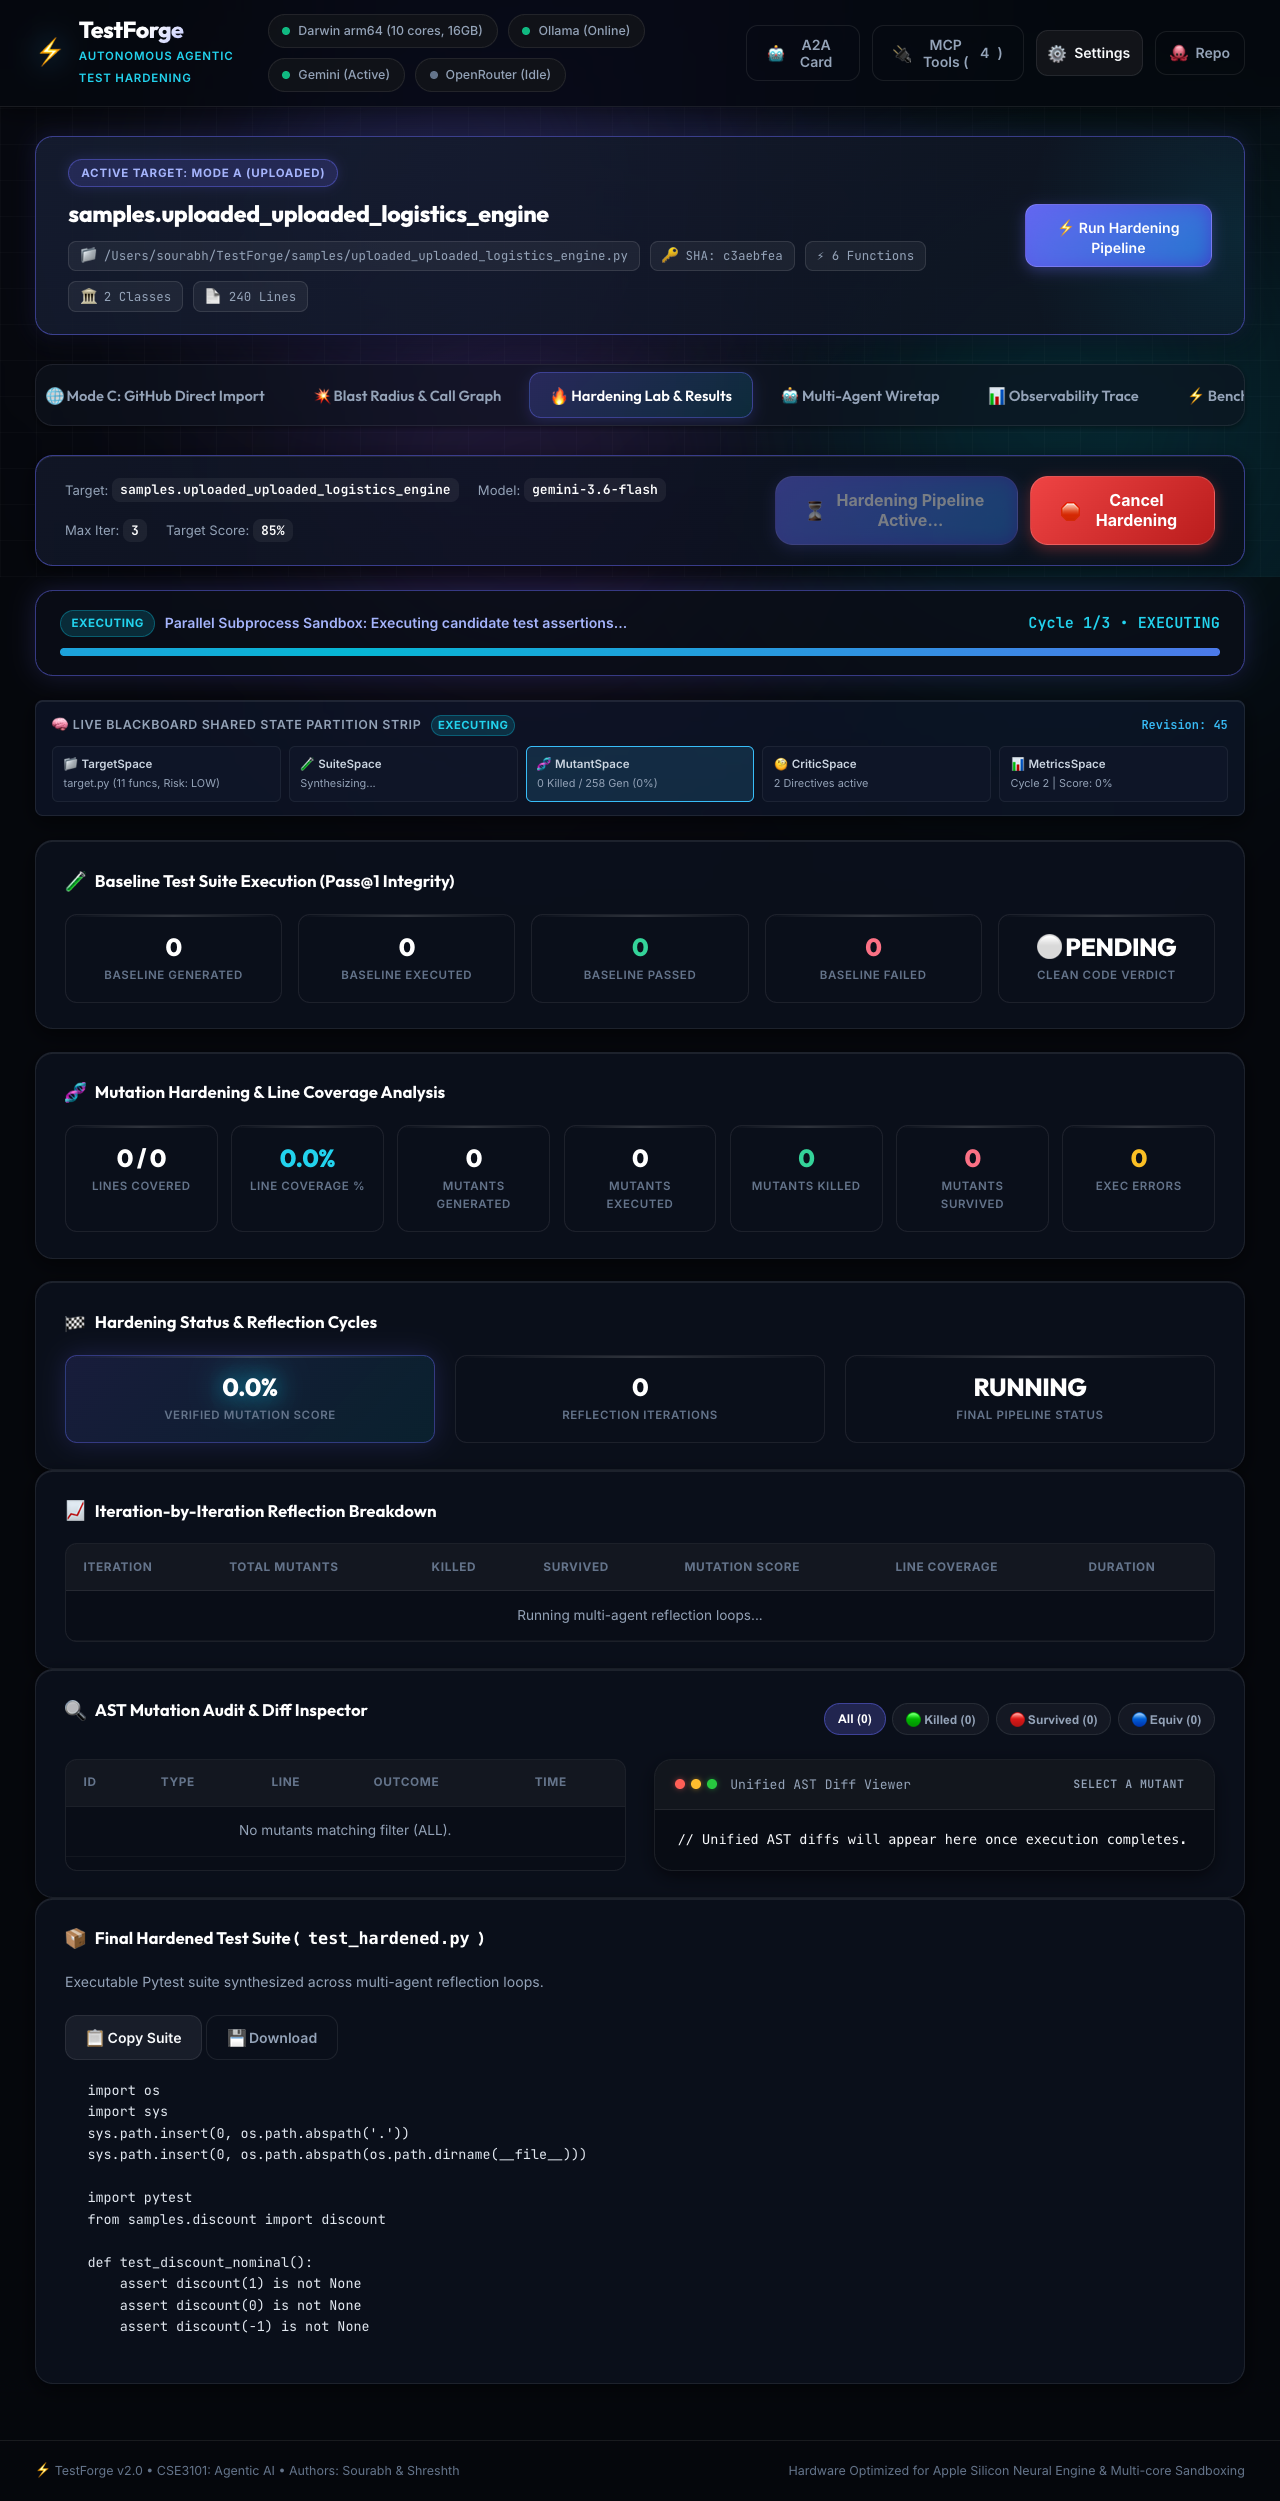 TestForge
AUTONOMOUS AGENTIC
TEST HARDENING
Darwin arm64 (10 cores, 16GB)
Ollama (Online)
Gemini (Active)
OpenRouter (Idle)
A2A
Card
MCP
Tools ( 4 )
Settings
Repo
ACTIVE TARGET: MODE A (UPLOADED)
samples.uploaded_uploaded_logistics_engine
/Users/sourabh/TestForge/samples/uploaded_uploaded_logistics_engine.py
SHA: c3aebfea
⚡ 6 Functions
2 Classes
240 Lines
⚡ Run Hardening
Pipeline
Mode C: GitHub Direct Import
Blast Radius & Call Graph
Hardening Lab & Results
Multi-Agent Wiretap
Observability Trace
Bench
Target: samples.uploaded_uploaded_logistics_engine
Model: gemini-3.6-flash
Max Iter: 3
Target Score: 85%
Hardening Pipeline
Active...
Cancel
Hardening
EXECUTING
Parallel Subprocess Sandbox: Executing candidate test assertions...
Cycle 1/3 • EXECUTING
LIVE BLACKBOARD SHARED STATE PARTITION STRIP
EXECUTING
Revision: 45
TargetSpace
target.py (11 funcs, Risk: LOW)
SuiteSpace
Synthesizing...
MutantSpace
0 Killed / 258 Gen (0%)
CriticSpace
2 Directives active
MetricsSpace
Cycle 2 | Score: 0%
Baseline Test Suite Execution (Pass@1 Integrity)
0
BASELINE GENERATED
0
BASELINE EXECUTED
0
BASELINE PASSED
0
BASELINE FAILED
PENDING
CLEAN CODE VERDICT
Mutation Hardening & Line Coverage Analysis
0 / 0
LINES COVERED
0.0%
LINE COVERAGE %
0
MUTANTS
GENERATED
0
MUTANTS
EXECUTED
0
MUTANTS KILLED
0
MUTANTS
SURVIVED
0
EXEC ERRORS
Hardening Status & Reflection Cycles
0.0%
VERIFIED MUTATION SCORE
0
REFLECTION ITERATIONS
RUNNING
FINAL PIPELINE STATUS
Iteration-by-Iteration Reflection Breakdown
ITERATION TOTAL MUTANTS KILLED SURVIVED MUTATION SCORE LINE COVERAGE DURATION
Running multi-agent reflection loops...
AST Mutation Audit & Diff Inspector
All (0)
Killed (0)
Survived (0)
Equiv (0)
ID TYPE LINE OUTCOME TIME
No mutants matching filter (ALL).
Unified AST Diff Viewer
SELECT A MUTANT
// Unified AST diffs will appear here once execution completes.
Final Hardened Test Suite ( test_hardened.py )
Executable Pytest suite synthesized across multi-agent reflection loops.
Copy Suite
Download
import os
import sys
sys.path.insert(0, os.path.abspath('.'))
sys.path.insert(0, os.path.abspath(os.path.dirname(__file__)))
import pytest
from samples.discount import discount
def test_discount_nominal():
    assert discount(1) is not None
    assert discount(0) is not None
    assert discount(-1) is not None
⚡ TestForge v2.0 • CSE3101: Agentic AI • Authors: Sourabh & Shreshth
Hardware Optimized for Apple Silicon Neural Engine & Multi-core Sandboxing